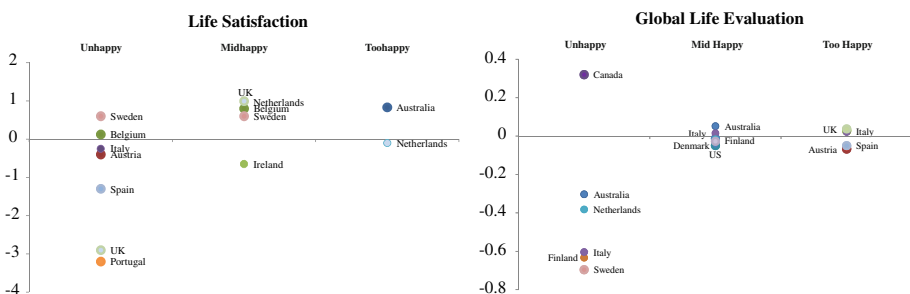 Life Satisfaction
Unhappy
Midhappy
Toohappy
2
1
0
-1
-2
-3
-4
Sweden
Belgium
Italy
Austria
Spain
UK
Portugal
UK
Netherlands
Belgium
Sweden
Ireland
Australia
Netherlands
Global Life Evaluation
Unhappy
Mid Happy
Too Happy
0.4
0.2
0
-0.2
-0.4
-0.6
-0.8
Canada
Australia
Netherlands
Italy
Finland
Sweden
Australia
Italy
Finland
Denmark
US
UK
Italy
Spain
Austria